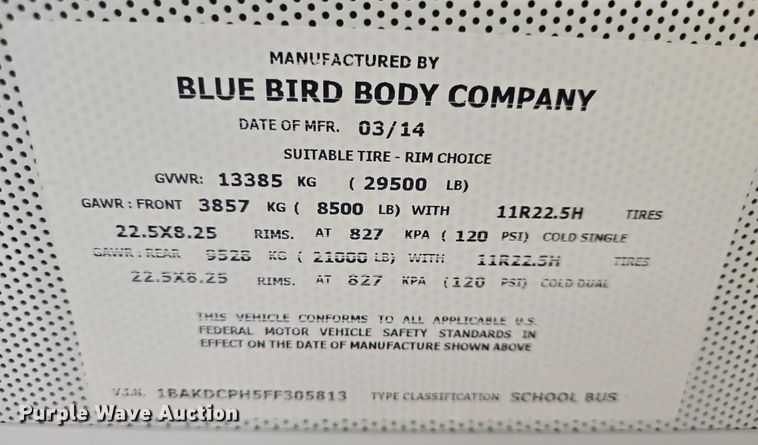 MANUFACTURED BY
BLUE BIRD BODY COMPANY
DATE OF MFR. 03/14
SUITABLE TIRE - RIM CHOICE
GVWR: 13385 KG ( 29500 LB)
GAWR : FRONT 3857 KG ( 8500 LB) WITH 11R22.5H TIRES
22.5X8.25 RIMS. AT 827 KPA ( 120 PSI) COLD SINGLE
GAWR : REAR 9528 KG ( 21000 LB) WITH 11R22.5H TIRES
22.5X8.25 RIMS. AT 827 KPA (120 PSI) COLD DUAL
THIS VEHICLE CONFORMS TO ALL APPLICABLE U.S.
FEDERAL MOTOR VEHICLE SAFETY STANDARDS IN
EFFECT ON THE DATE OF MANUFACTURE SHOWN ABOVE
V.I.N. 1BAKDCPH5FF305813 TYPE CLASSIFICATION SCHOOL BUS
Purple Wave Auction